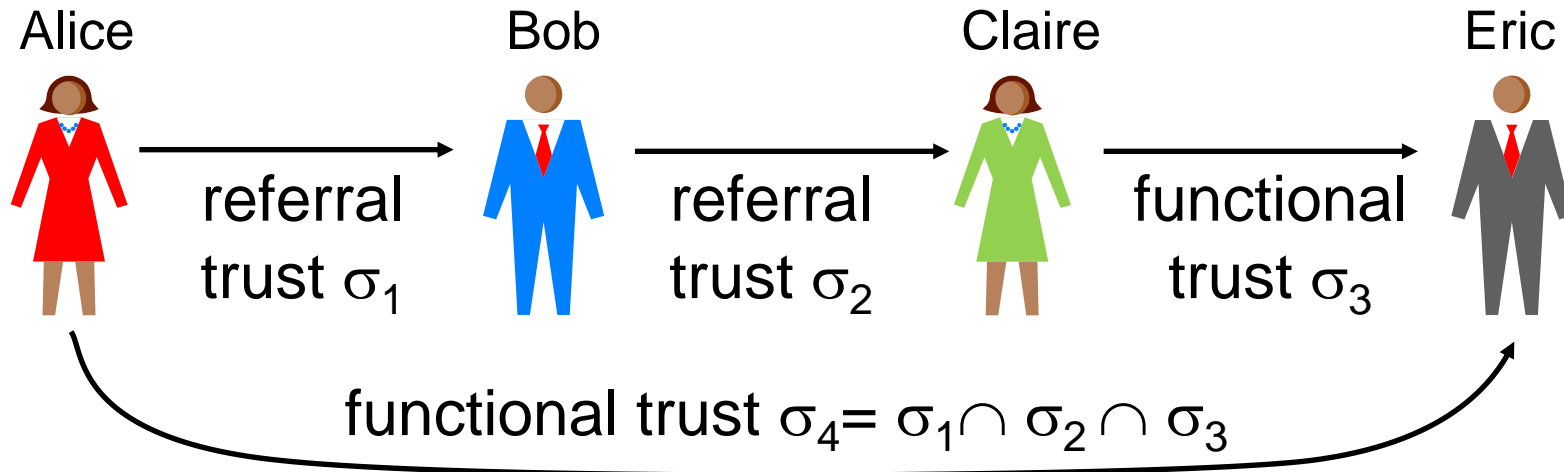 Alice
Bob
Claire
Eric
referral
trust σ₁
referral
trust σ₂
functional
trust σ₃
functional trust σ₄= σ₁∩ σ₂ ∩ σ₃